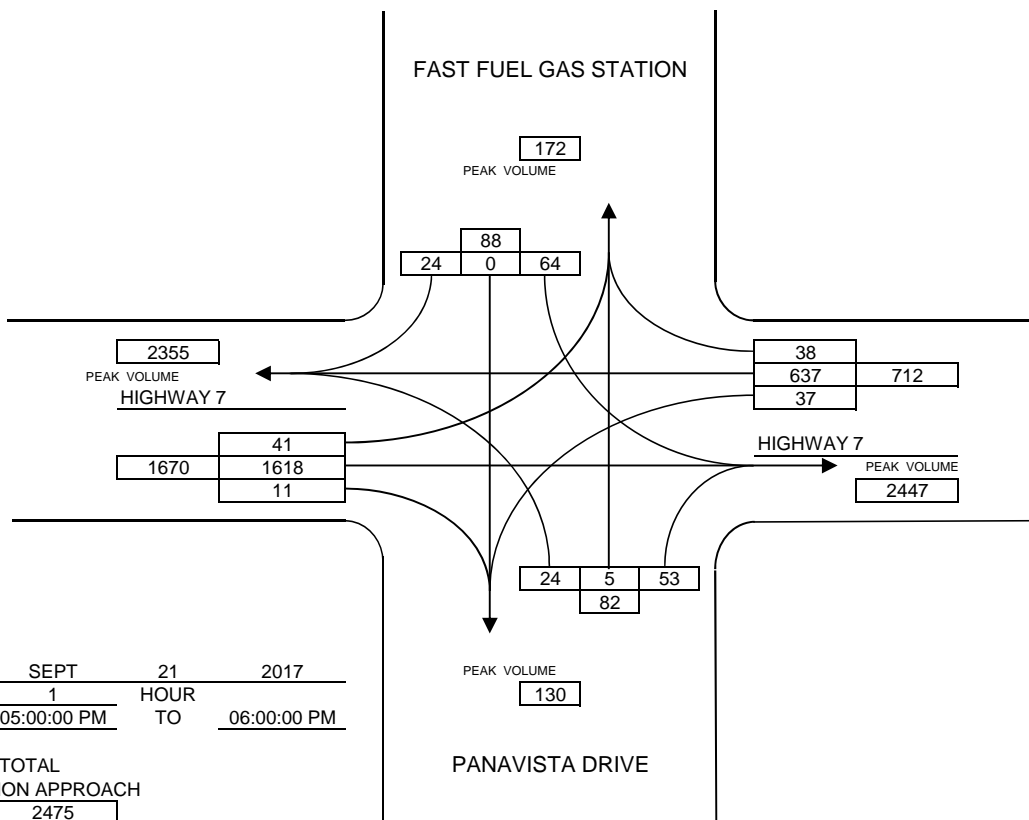 FAST FUEL GAS STATION
172
PEAK VOLUME
88
24 0 64
2355
PEAK VOLUME
HIGHWAY 7
38
637 712
37
41
1670 1618
11
HIGHWAY 7
PEAK VOLUME
2447
24 5 53
82
PEAK VOLUME
130
SEPT 21 2017
1 HOUR
05:00:00 PM TO 06:00:00 PM
TOTAL
ION APPROACH
2475
PANAVISTA DRIVE